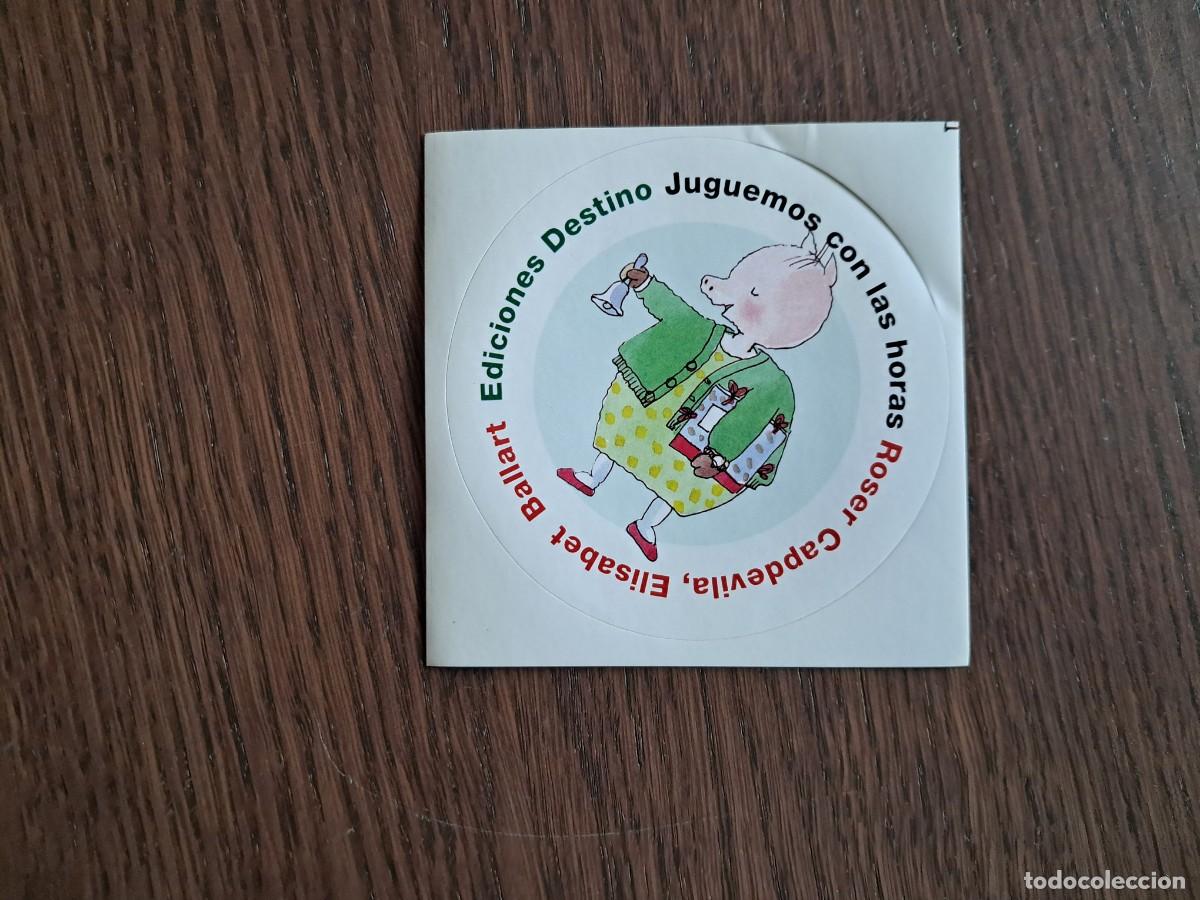 Ediciones Destino
Juguemos con las horas
Roser Capdevila, Elisabet Ballart
todocoleccion